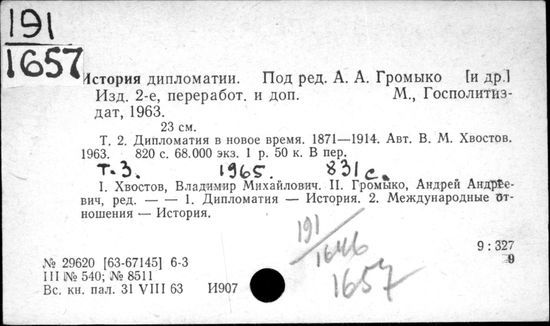 191
1657
История дипломатии. Под ред. А. А. Громыко [и др.]
Изд. 2-е, переработ. и доп. М., Госполитиз-
дат, 1963.
23 см.
Т. 2. Дипломатия в новое время. 1871—1914. Авт. В. М. Хвостов.
1963. 820 с. 68.000 экз. 1 р. 50 к. В пер.
Т. 3. 1965. 831 с.
I. Хвостов, Владимир Михайлович. II. Громыко, Андрей Андрее-
вич, ред. — — 1. Дипломатия — История. 2. Международные от-
ношения — История.
191
1646
1657
9 : 327
№ 29620 [63-67145] 6-3
9
III № 540; № 8511
Вс. кн. пал. 31 VIII 63 И907